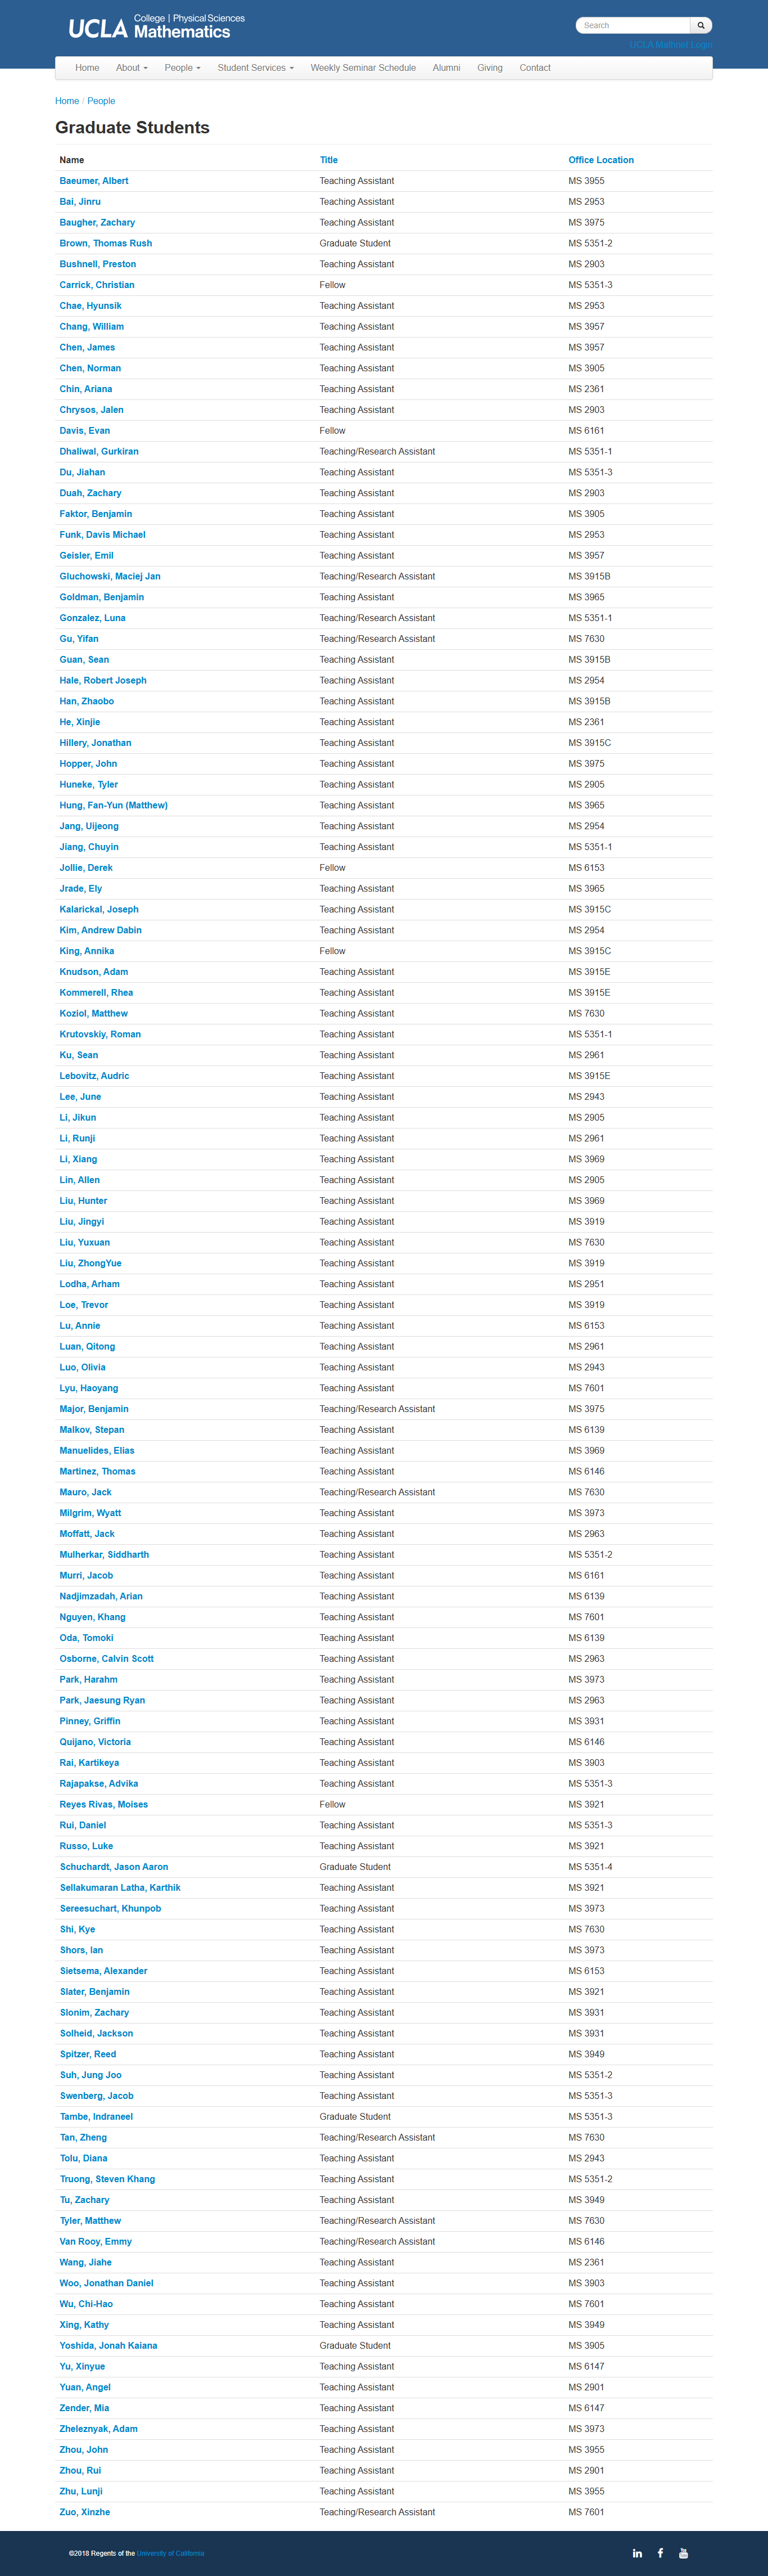 UCLA College | Physical Sciences
Mathematics
Search
UCLA Mathnet Login
Home About People Student Services Weekly Seminar Schedule Alumni Giving Contact
Home / People
Graduate Students
Name Title Office Location
Baeumer, Albert Teaching Assistant MS 3955
Bai, Jinru Teaching Assistant MS 2953
Baugher, Zachary Teaching Assistant MS 3975
Brown, Thomas Rush Graduate Student MS 5351-2
Bushnell, Preston Teaching Assistant MS 2903
Carrick, Christian Fellow MS 5351-3
Chae, Hyunsik Teaching Assistant MS 2953
Chang, William Teaching Assistant MS 3957
Chen, James Teaching Assistant MS 3957
Chen, Norman Teaching Assistant MS 3905
Chin, Ariana Teaching Assistant MS 2361
Chrysos, Jalen Teaching Assistant MS 2903
Davis, Evan Fellow MS 6161
Dhaliwal, Gurkiran Teaching/Research Assistant MS 5351-1
Du, Jiahan Teaching Assistant MS 5351-3
Duah, Zachary Teaching Assistant MS 2903
Faktor, Benjamin Teaching Assistant MS 3905
Funk, Davis Michael Teaching Assistant MS 2953
Geisler, Emil Teaching Assistant MS 3957
Gluchowski, Maciej Jan Teaching/Research Assistant MS 3915B
Goldman, Benjamin Teaching Assistant MS 3965
Gonzalez, Luna Teaching/Research Assistant MS 5351-1
Gu, Yifan Teaching/Research Assistant MS 7630
Guan, Sean Teaching Assistant MS 3915B
Hale, Robert Joseph Teaching Assistant MS 2954
Han, Zhaobo Teaching Assistant MS 3915B
He, Xinjie Teaching Assistant MS 2361
Hillery, Jonathan Teaching Assistant MS 3915C
Hopper, John Teaching Assistant MS 3975
Huneke, Tyler Teaching Assistant MS 2905
Hung, Fan-Yun (Matthew) Teaching Assistant MS 3965
Jang, Uijeong Teaching Assistant MS 2954
Jiang, Chuyin Teaching Assistant MS 5351-1
Jollie, Derek Fellow MS 6153
Jrade, Ely Teaching Assistant MS 3965
Kalarickal, Joseph Teaching Assistant MS 3915C
Kim, Andrew Dabin Teaching Assistant MS 2954
King, Annika Fellow MS 3915C
Knudson, Adam Teaching Assistant MS 3915E
Kommerell, Rhea Teaching Assistant MS 3915E
Koziol, Matthew Teaching Assistant MS 7630
Krutovskiy, Roman Teaching Assistant MS 5351-1
Ku, Sean Teaching Assistant MS 2961
Lebovitz, Audric Teaching Assistant MS 3915E
Lee, June Teaching Assistant MS 2943
Li, Jikun Teaching Assistant MS 2905
Li, Runji Teaching Assistant MS 2961
Li, Xiang Teaching Assistant MS 3969
Lin, Allen Teaching Assistant MS 2905
Liu, Hunter Teaching Assistant MS 3969
Liu, Jingyi Teaching Assistant MS 3919
Liu, Yuxuan Teaching Assistant MS 7630
Liu, ZhongYue Teaching Assistant MS 3919
Lodha, Arham Teaching Assistant MS 2951
Loe, Trevor Teaching Assistant MS 3919
Lu, Annie Teaching Assistant MS 6153
Luan, Qitong Teaching Assistant MS 2961
Luo, Olivia Teaching Assistant MS 2943
Lyu, Haoyang Teaching Assistant MS 7601
Major, Benjamin Teaching/Research Assistant MS 3975
Malkov, Stepan Teaching Assistant MS 6139
Manuelides, Elias Teaching Assistant MS 3969
Martinez, Thomas Teaching Assistant MS 6146
Mauro, Jack Teaching/Research Assistant MS 7630
Milgrim, Wyatt Teaching Assistant MS 3973
Moffatt, Jack Teaching Assistant MS 2963
Mulherkar, Siddharth Teaching Assistant MS 5351-2
Murri, Jacob Teaching Assistant MS 6161
Nadjimzadah, Arian Teaching Assistant MS 6139
Nguyen, Khang Teaching Assistant MS 7601
Oda, Tomoki Teaching Assistant MS 6139
Osborne, Calvin Scott Teaching Assistant MS 2963
Park, Harahm Teaching Assistant MS 3973
Park, Jaesung Ryan Teaching Assistant MS 2963
Pinney, Griffin Teaching Assistant MS 3931
Quijano, Victoria Teaching Assistant MS 6146
Rai, Kartikeya Teaching Assistant MS 3903
Rajapakse, Advika Teaching Assistant MS 5351-3
Reyes Rivas, Moises Fellow MS 3921
Rui, Daniel Teaching Assistant MS 5351-3
Russo, Luke Teaching Assistant MS 3921
Schuchardt, Jason Aaron Graduate Student MS 5351-4
Sellakumaran Latha, Karthik Teaching Assistant MS 3921
Sereesuchart, Khunpob Teaching Assistant MS 3973
Shi, Kye Teaching Assistant MS 7630
Shors, Ian Teaching Assistant MS 3973
Sietsema, Alexander Teaching Assistant MS 6153
Slater, Benjamin Teaching Assistant MS 3921
Slonim, Zachary Teaching Assistant MS 3931
Solheid, Jackson Teaching Assistant MS 3931
Spitzer, Reed Teaching Assistant MS 3949
Suh, Jung Joo Teaching Assistant MS 5351-2
Swenberg, Jacob Teaching Assistant MS 5351-3
Tambe, Indraneel Graduate Student MS 5351-3
Tan, Zheng Teaching/Research Assistant MS 7630
Tolu, Diana Teaching Assistant MS 2943
Truong, Steven Khang Teaching Assistant MS 5351-2
Tu, Zachary Teaching Assistant MS 3949
Tyler, Matthew Teaching/Research Assistant MS 7630
Van Rooy, Emmy Teaching/Research Assistant MS 6146
Wang, Jiahe Teaching Assistant MS 2361
Woo, Jonathan Daniel Teaching Assistant MS 3903
Wu, Chi-Hao Teaching Assistant MS 7601
Xing, Kathy Teaching Assistant MS 3949
Yoshida, Jonah Kaiana Graduate Student MS 3905
Yu, Xinyue Teaching Assistant MS 6147
Yuan, Angel Teaching Assistant MS 2901
Zender, Mia Teaching Assistant MS 6147
Zheleznyak, Adam Teaching Assistant MS 3973
Zhou, John Teaching Assistant MS 3955
Zhou, Rui Teaching Assistant MS 2901
Zhu, Lunji Teaching Assistant MS 3955
Zuo, Xinzhe Teaching/Research Assistant MS 7601
©2018 Regents of the University of California